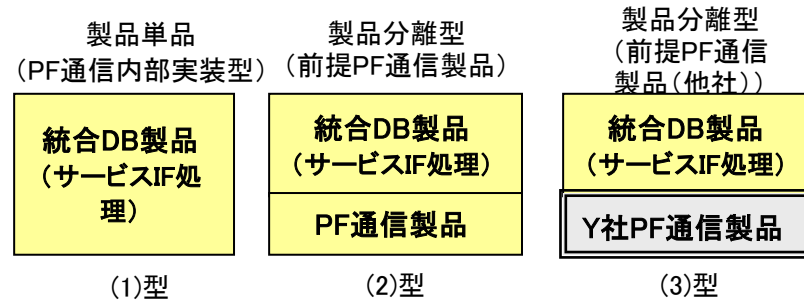 製品単品
（PF通信内部実装型）
統合DB製品
（サービスIF処
理）
(1)型
製品分離型
（前提PF通信製品）
統合DB製品
（サービスIF処理）
PF通信製品
(2)型
製品分離型
（前提PF通信
製品（他社））
統合DB製品
（サービスIF処理）
Y社PF通信製品
(3)型